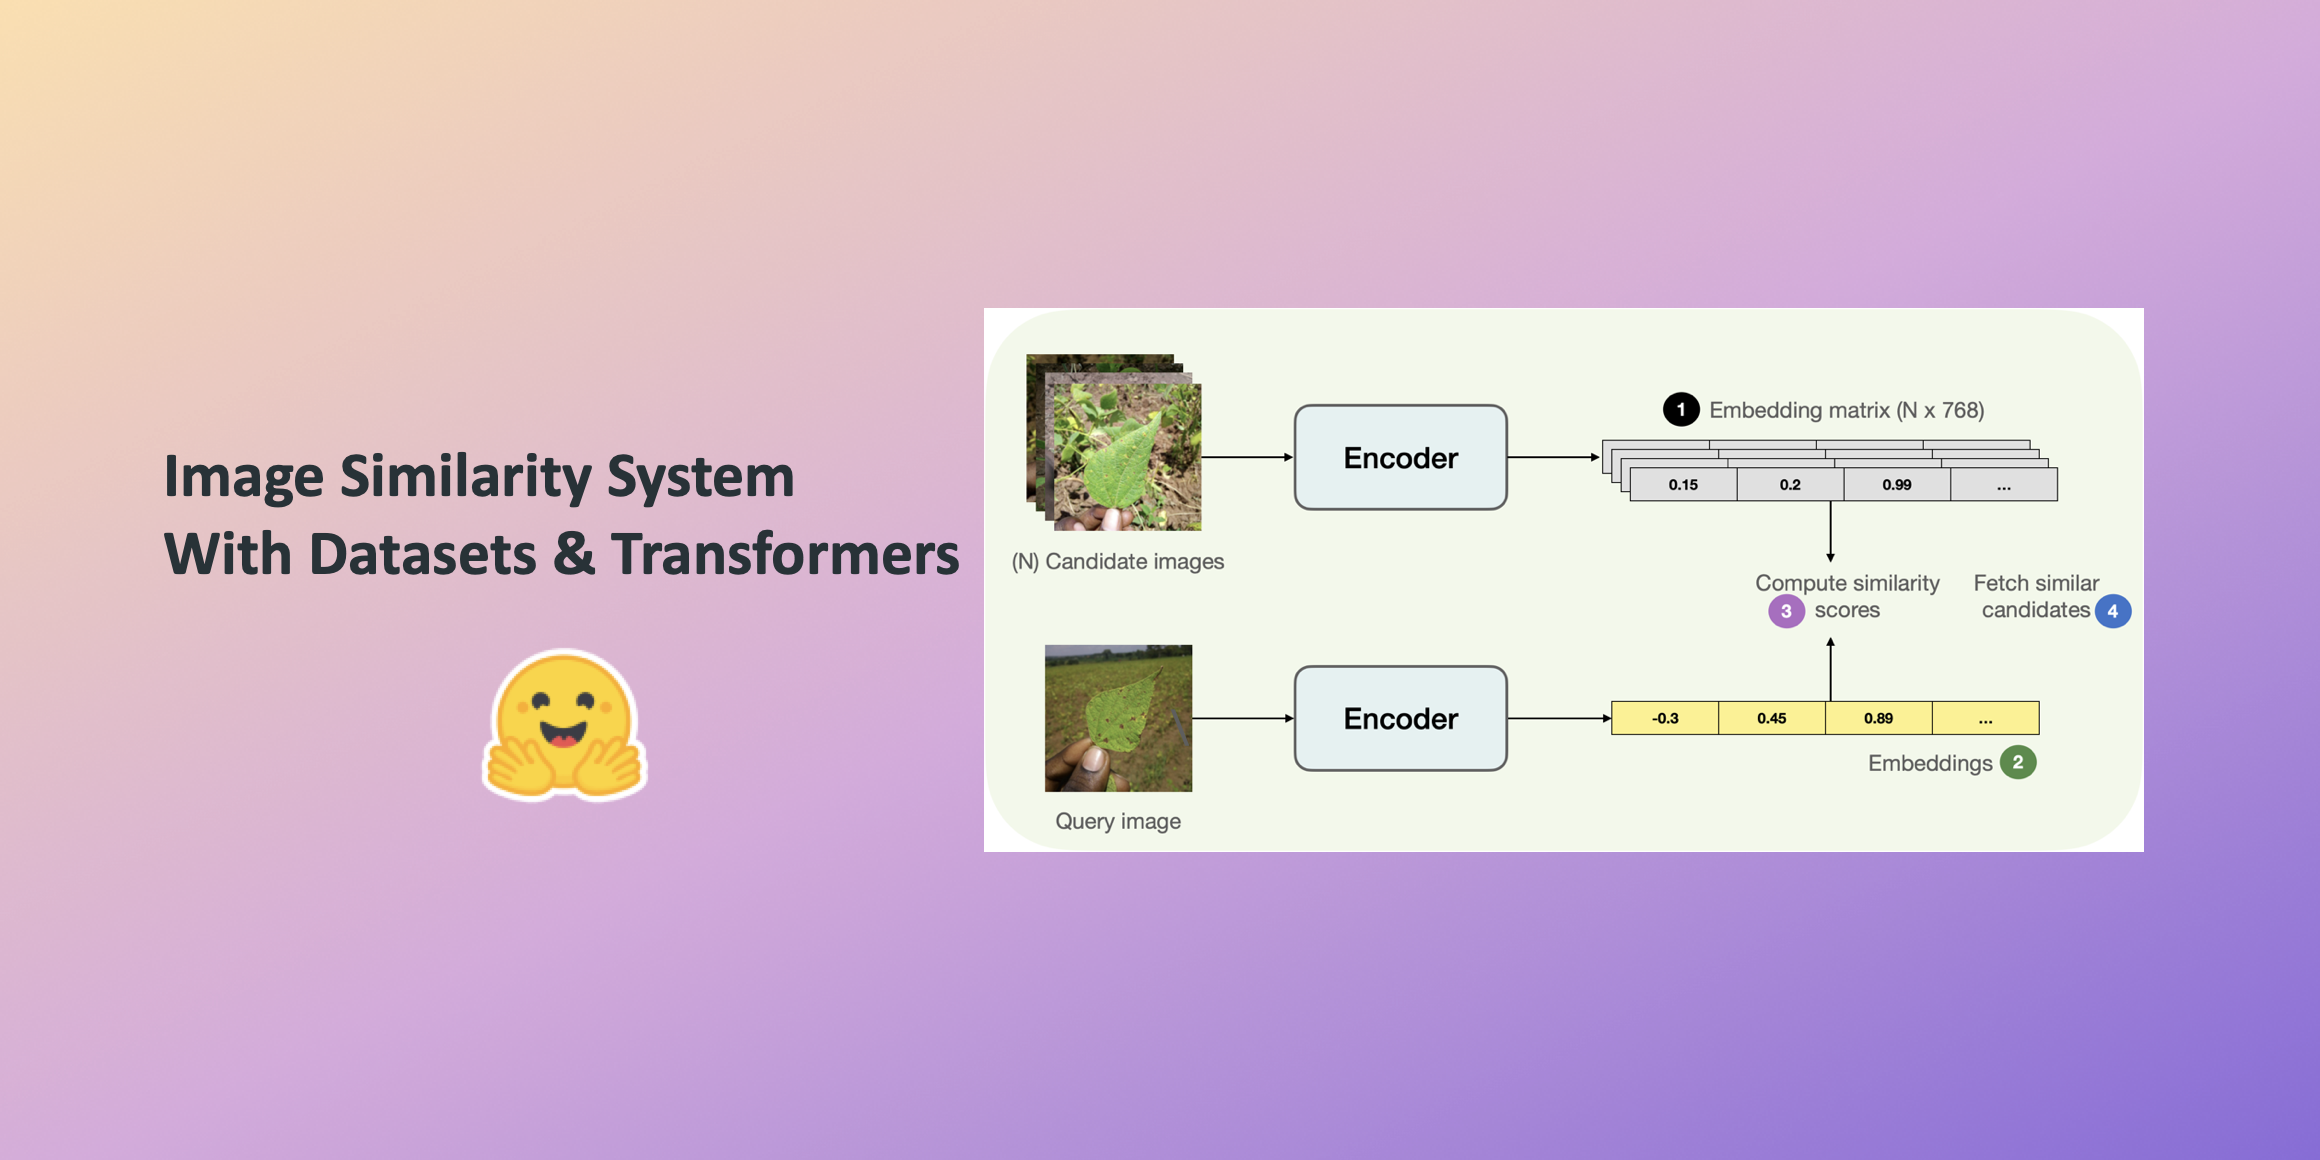 Image Similarity System
With Datasets & Transformers
(N) Candidate images
Encoder
1 Embedding matrix (N x 768)
0.15 0.2 0.99 ...
Compute similarity
3 scores
Fetch similar
candidates 4
Query image
Encoder
-0.3 0.45 0.89 ...
Embeddings 2